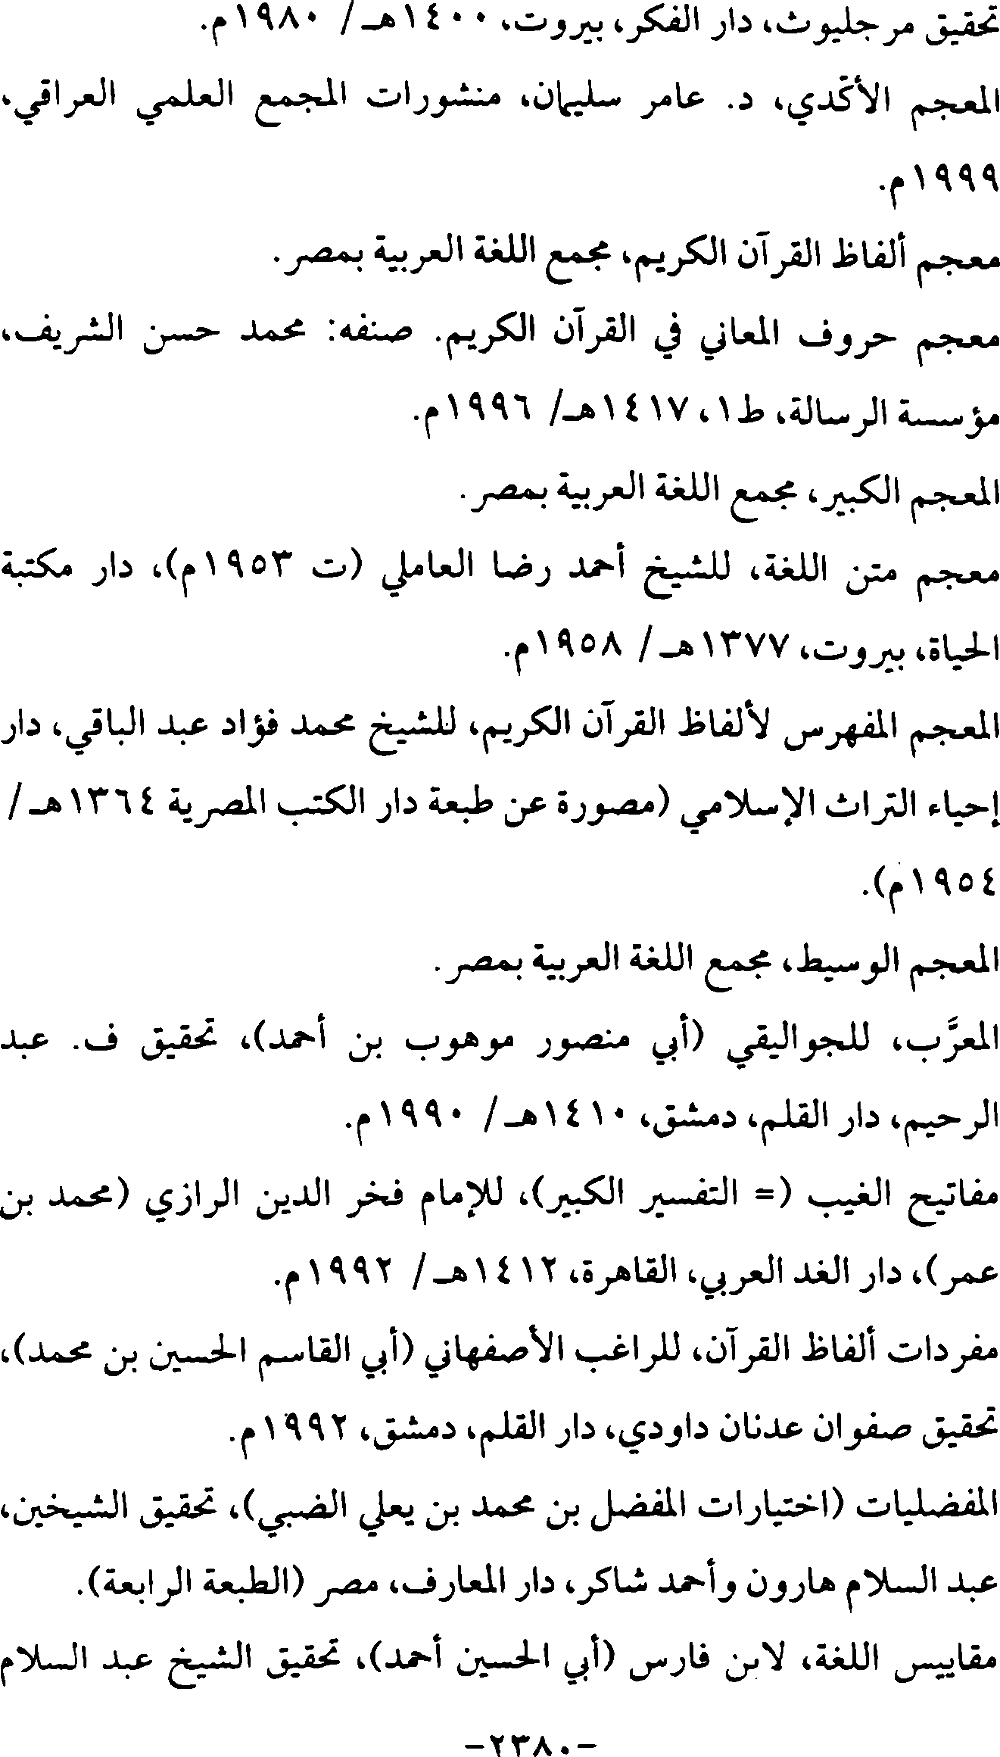 تحقيق مرجليوث، دار الفكر، بيروت، ١٤٠٠هـ/ ١٩٨٠م.
المعجم الأكّدي، د. عامر سليمان، منشورات المجمع العلمي العراقي،
١٩٩٩م.
معجم ألفاظ القرآن الكريم، مجمع اللغة العربية بمصر.
معجم حروف المعاني في القرآن الكريم. صنفه: محمد حسن الشريف،
مؤسسة الرسالة، ط١، ١٤١٧هـ/ ١٩٩٦م.
المعجم الكبير، مجمع اللغة العربية بمصر.
معجم متن اللغة، للشيخ أحمد رضا العاملي (ت ١٩٥٣م)، دار مكتبة
الحياة، بيروت، ١٣٧٧هـ/ ١٩٥٨م.
المعجم المفهرس لألفاظ القرآن الكريم، للشيخ محمد فؤاد عبد الباقي، دار
إحياء التراث الإسلامي (مصورة عن طبعة دار الكتب المصرية ١٣٦٤هـ/
١٩٥٤م).
المعجم الوسيط، مجمع اللغة العربية بمصر.
المعرَّب، للجواليقي (أبي منصور موهوب بن أحمد)، تحقيق ف. عبد
الرحيم، دار القلم، دمشق، ١٤١٠هـ/ ١٩٩٠م.
مفاتيح الغيب (= التفسير الكبير)، للإمام فخر الدين الرازي (محمد بن
عمر)، دار الغد العربي، القاهرة، ١٤١٢هـ/ ١٩٩٢م.
مفردات ألفاظ القرآن، للراغب الأصفهاني (أبي القاسم الحسين بن محمد)،
تحقيق صفوان عدنان داودي، دار القلم، دمشق، ١٩٩٢م.
المفضليات (اختيارات المفضل بن محمد بن يعلي الضبي)، تحقيق الشيخين،
عبد السلام هارون وأحمد شاكر، دار المعارف، مصر (الطبعة الرابعة).
مقاييس اللغة، لابن فارس (أبي الحسين أحمد)، تحقيق الشيخ عبد السلام
-٢٣٨٠-